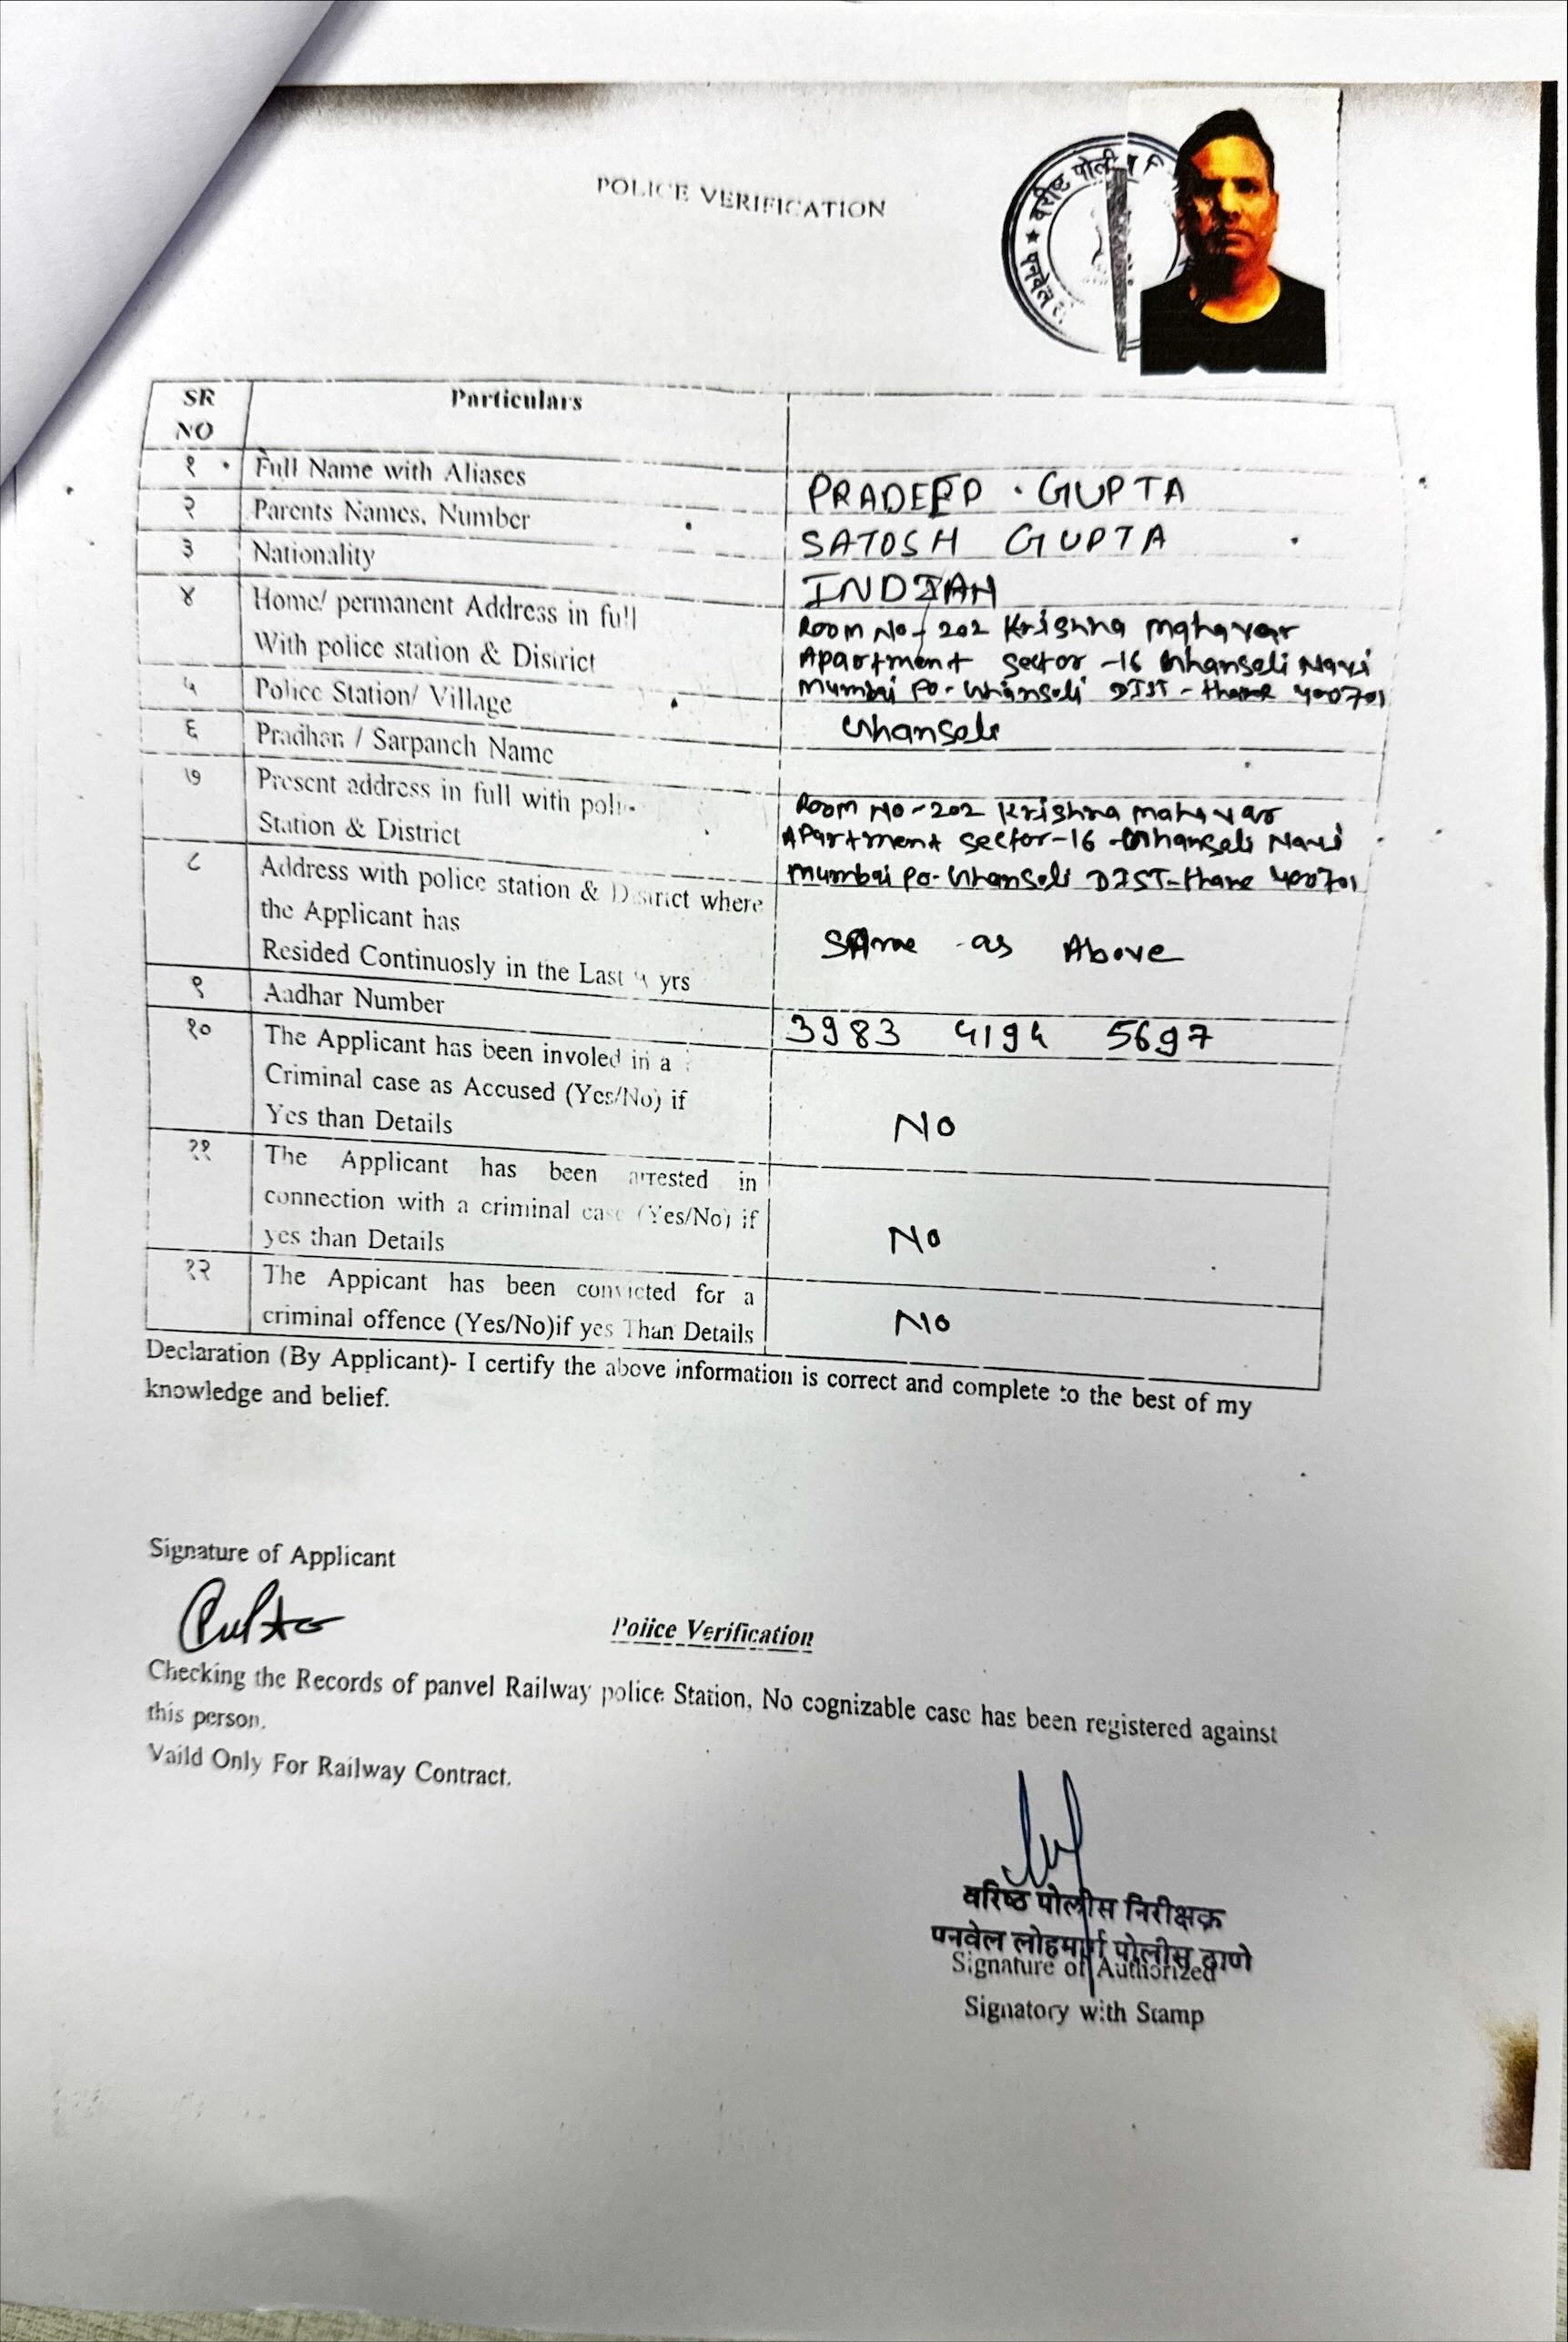 POLICE VERIFICATION
★ वरीष्ठ पोली
पनवेल
SR NO Particulars
१ Full Name with Aliases PRADEEP . GUPTA
२ Parents Names, Number SATOSH GUPTA
३ Nationality INDIAN
४ Home/ permanent Address in full
With police station & District
Room No - 202 Krishna mahavar
Apartment sector -16 Ghansoli Navi
Mumbai Po- Ghansoli DIST - thane 400701
५ Police Station/ Village Ghansoli
६ Pradhan / Sarpanch Name
७ Present address in full with poli
Station & District
Room No - 202 Krishna mahavar
Apartment sector-16 Ghansoli Navi
Mumbai Po- Ghansoli DIST-thane 400701
८ Address with police station & District where
the Applicant has
Resided Continuosly in the Last yrs
Same as Above
९ Aadhar Number 3983 4194 5697
१० The Applicant has been involed in a
Criminal case as Accused (Yes/No) if
Yes than Details
No
११ The Applicant has been arrested in
connection with a criminal case (Yes/No) if
yes than Details
No
१२ The Appicant has been convicted for a
criminal offence (Yes/No)if yes Than Details
No
Declaration (By Applicant)- I certify the above information is correct and complete to the best of my
knowledge and belief.
Signature of Applicant
Police Verification
Checking the Records of panvel Railway police Station, No cognizable case has been registered against
this person.
Vaild Only For Railway Contract.
वरिष्ठ पोलीस निरीक्षक
पनवेल लोहमार्ग पोलीस ठाणे
Signature of Authorized
Signatory with Stamp